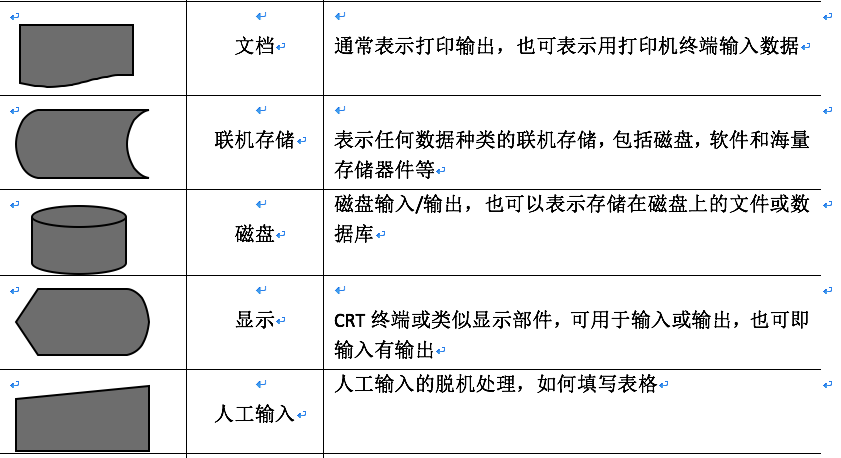 文档
通常表示打印输出，也可表示用打印机终端输入数据
联机存储
表示任何数据种类的联机存储，包括磁盘，软件和海量
存储器件等
磁盘
磁盘输入/输出，也可以表示存储在磁盘上的文件或数
据库
显示
CRT 终端或类似显示部件，可用于输入或输出，也可即
输入有输出
人工输入
人工输入的脱机处理，如何填写表格